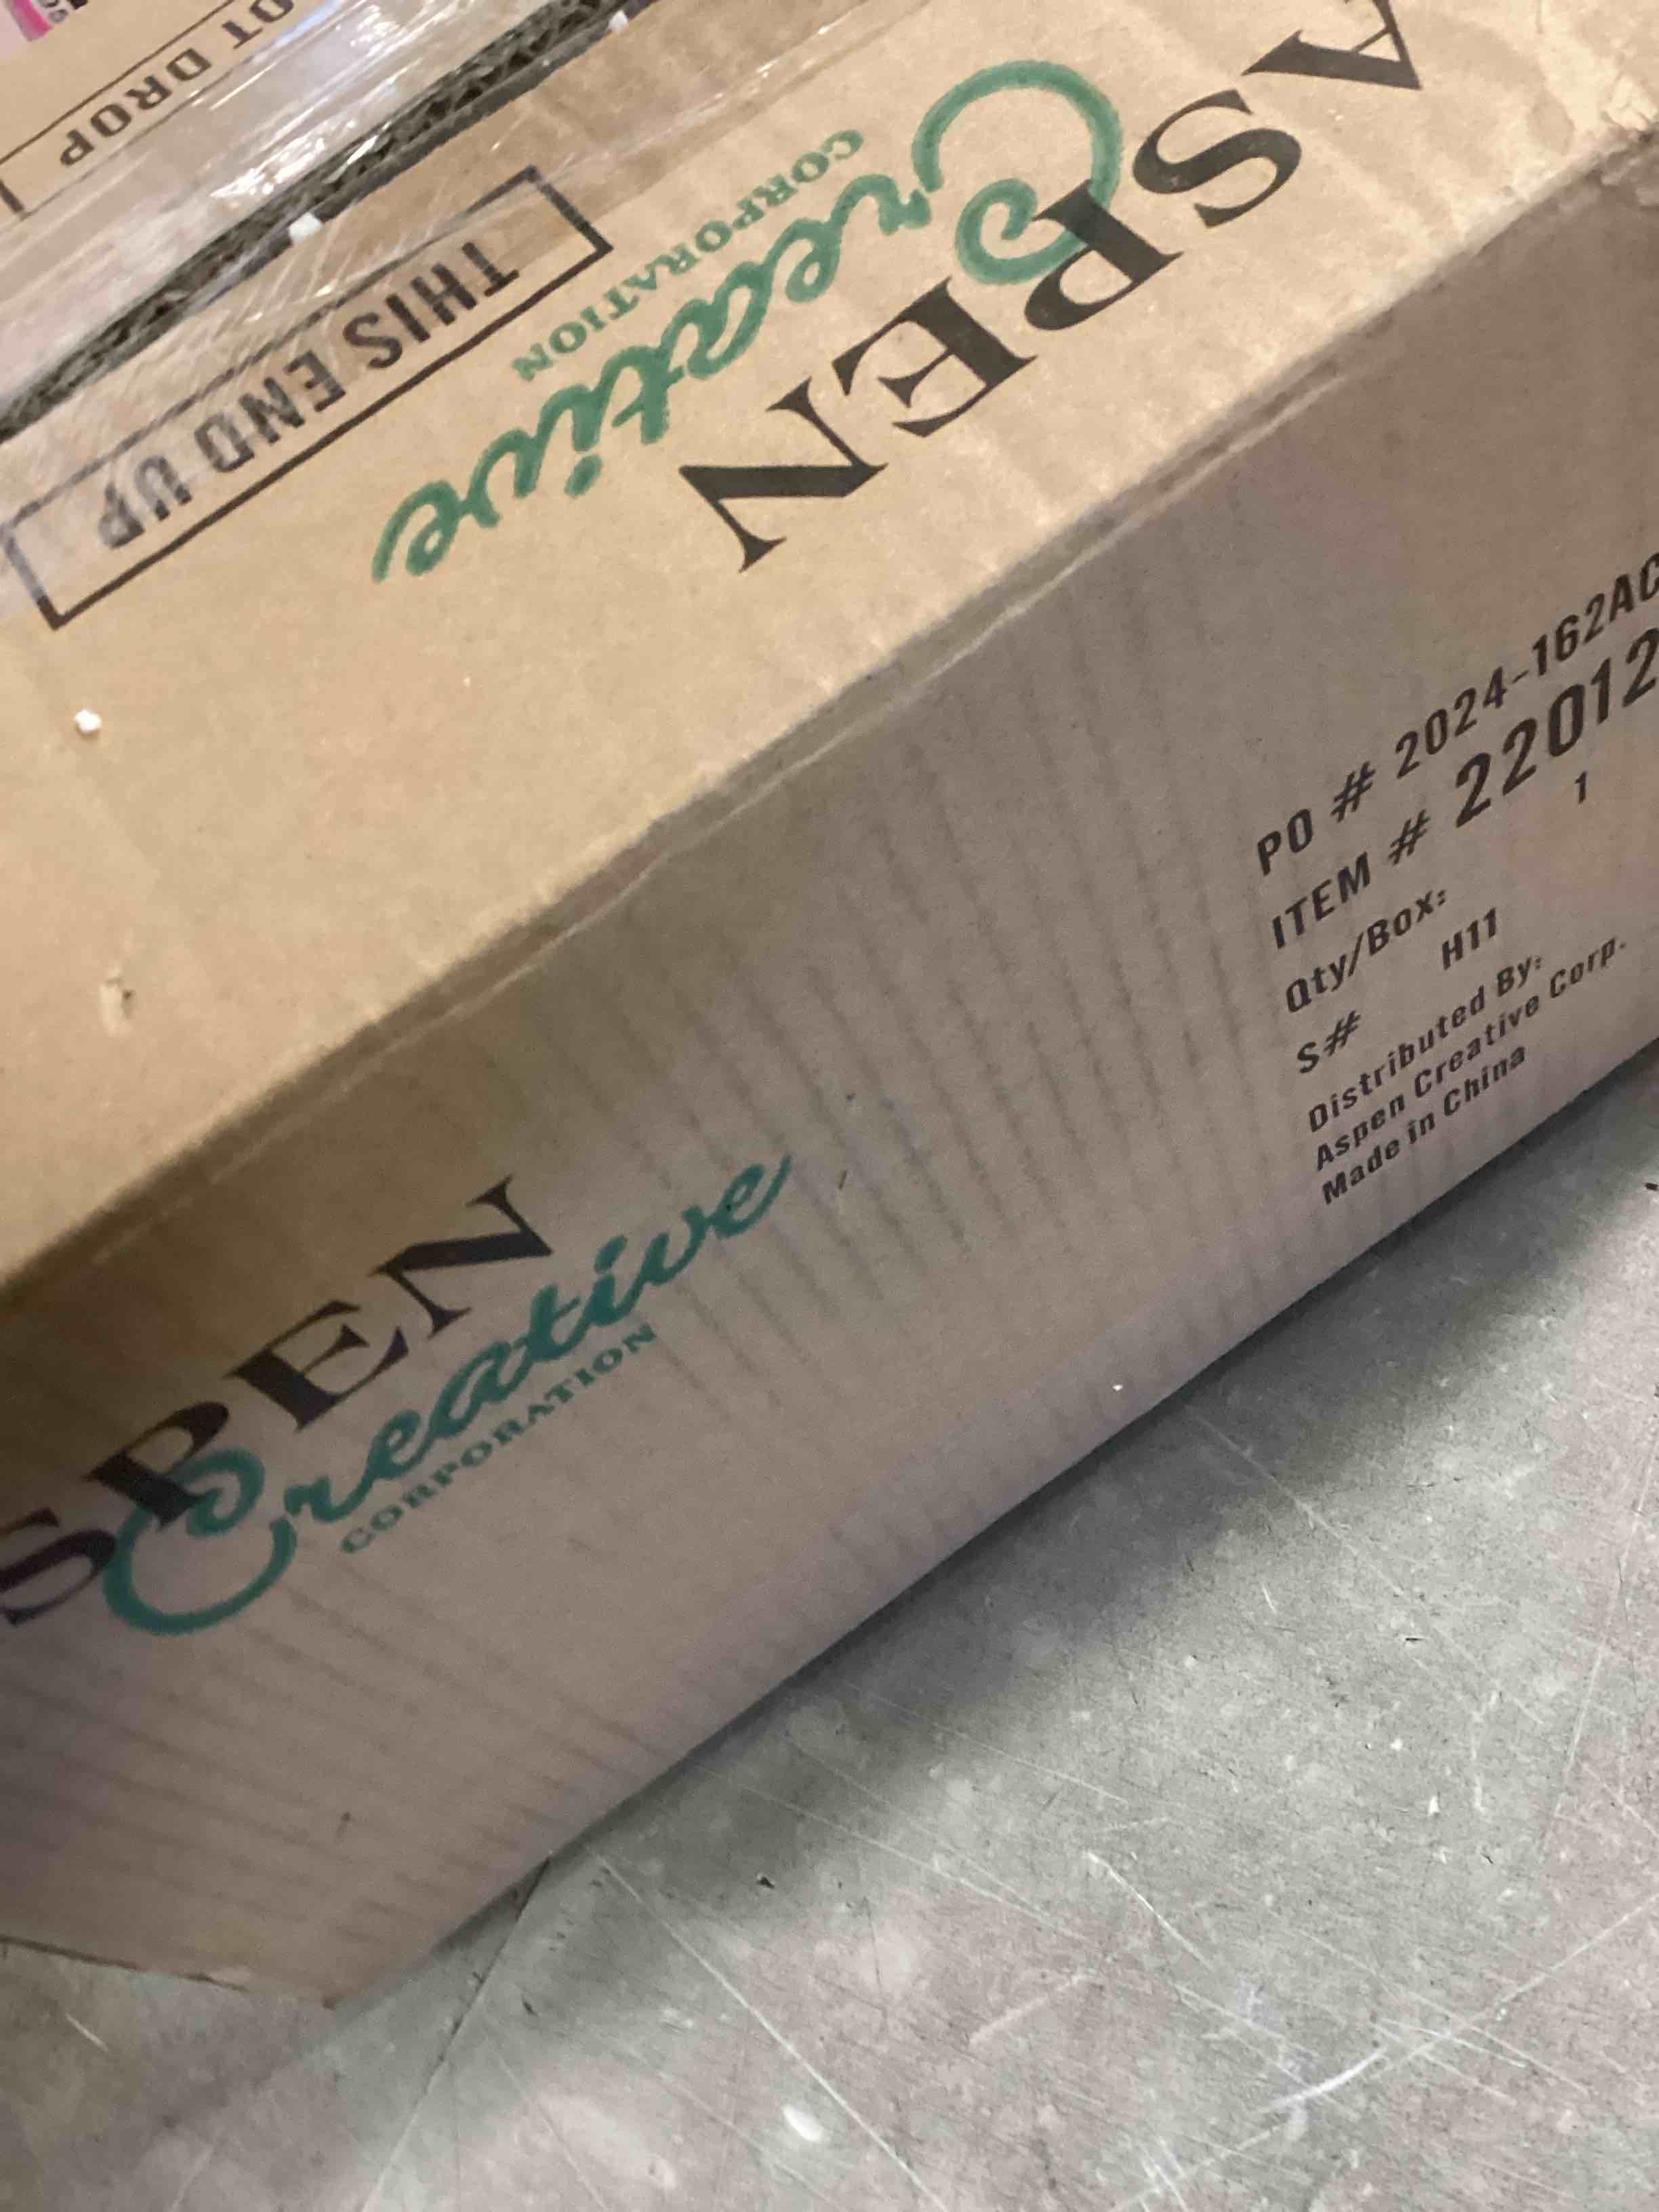 OT DROP
THIS END UP
ASPEN
Creative
CORPORATION
SPEN
Creative
CORPORATION
PO # 2024-162AC
ITEM # 22012
Qty/Box: 1
S# H11
Distributed By:
Aspen Creative Corp.
Made in China